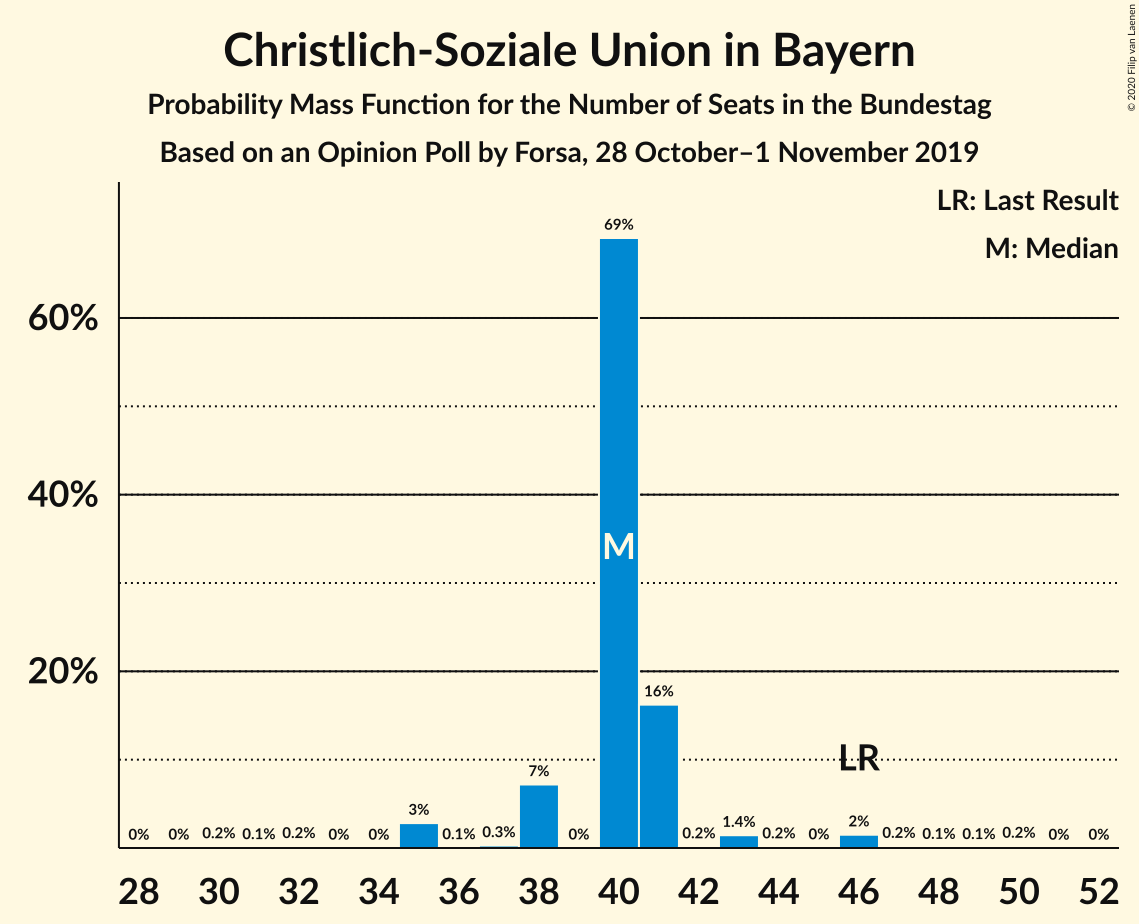 Christlich-Soziale Union in Bayern
Probability Mass Function for the Number of Seats in the Bundestag
Based on an Opinion Poll by Forsa, 28 October–1 November 2019
© 2020 Filip van Laenen
LR: Last Result
M: Median
60%
40%
20%
0% 0% 0.2% 0.1% 0.2% 0% 0% 3% 0.1% 0.3% 7% 0% 69% 16% 0.2% 1.4% 0.2% 0% 2% 0.2% 0.1% 0.1% 0.2% 0% 0%
M
LR
28 30 32 34 36 38 40 42 44 46 48 50 52